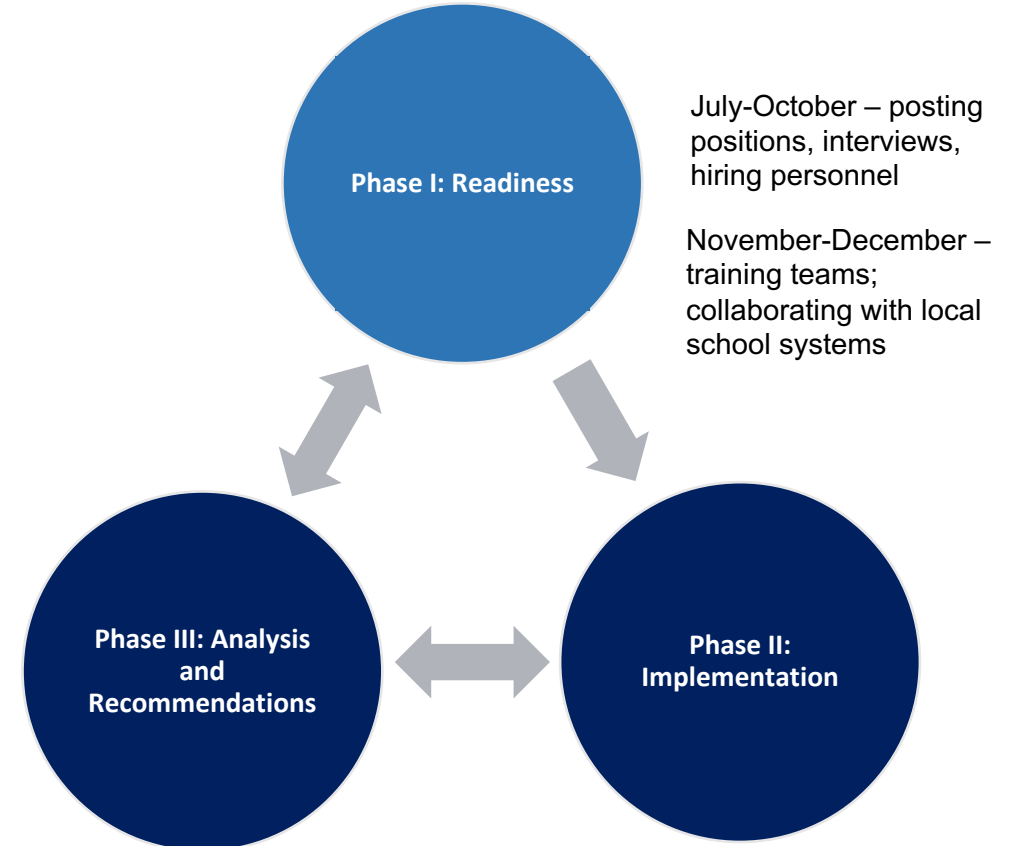 Phase I: Readiness
July-October – posting
positions, interviews,
hiring personnel
November-December –
training teams;
collaborating with local
school systems
Phase III: Analysis
and
Recommendations
Phase II:
Implementation